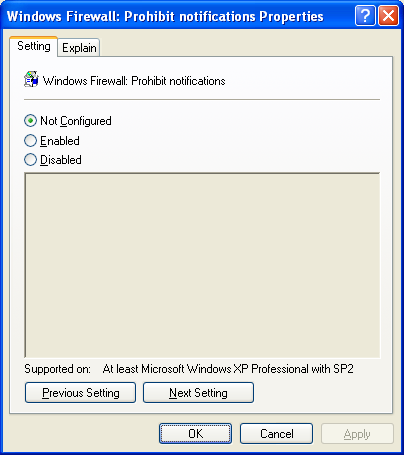 Windows Firewall: Prohibit notifications Properties
Setting Explain
Windows Firewall: Prohibit notifications
Not Configured
Enabled
Disabled
Supported on: At least Microsoft Windows XP Professional with SP2
Previous Setting Next Setting
OK Cancel Apply